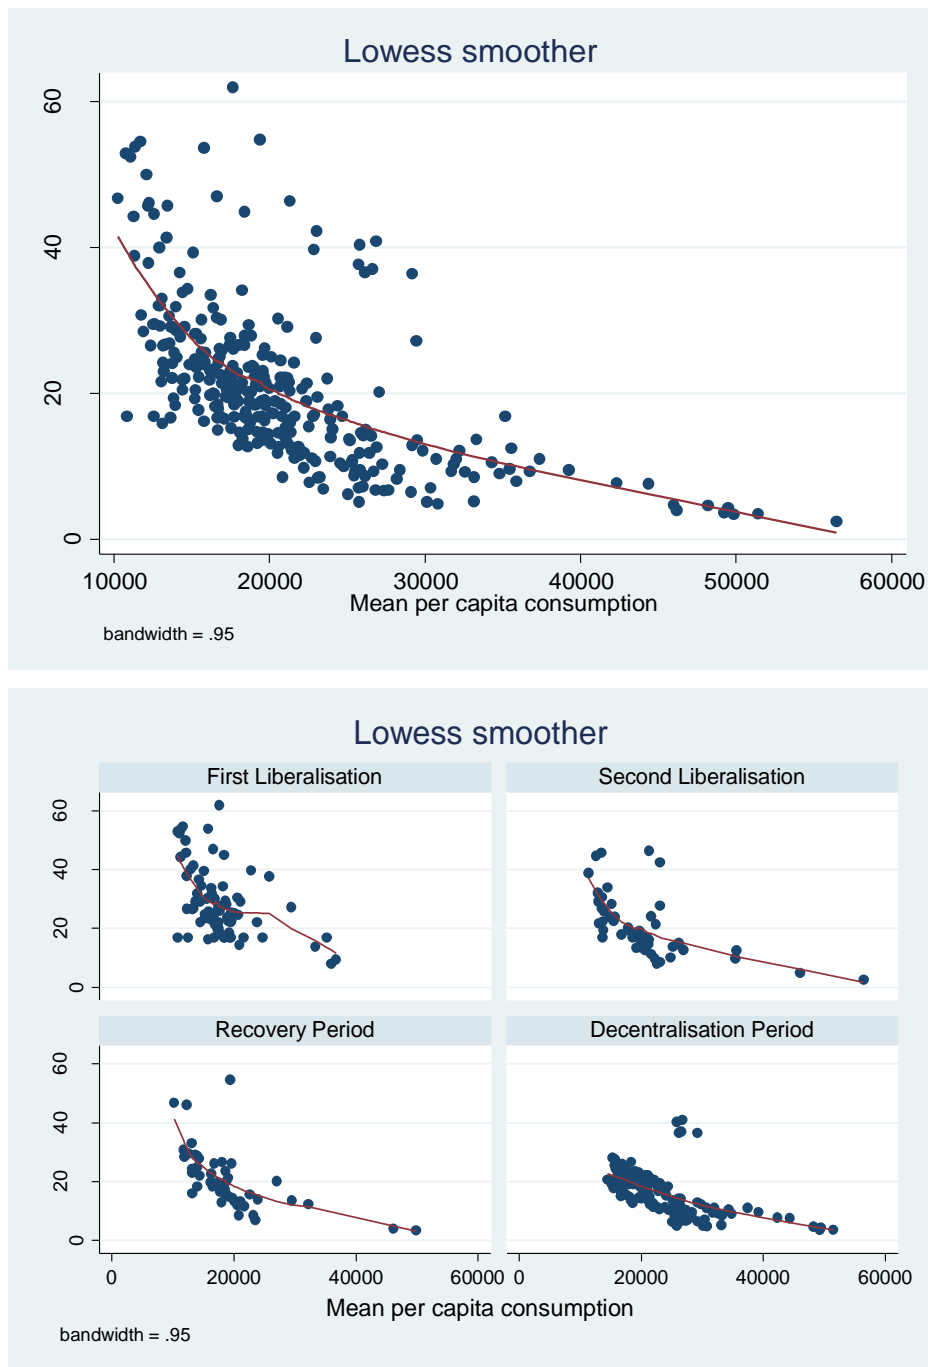 Lowess smoother
60
40
20
0
10000 20000 30000 40000 50000 60000
Mean per capita consumption
bandwidth = .95
Lowess smoother
First Liberalisation Second Liberalisation
60
40
20
0
Recovery Period Decentralisation Period
60
40
20
0
0 20000 40000 60000 0 20000 40000 60000
Mean per capita consumption
bandwidth = .95